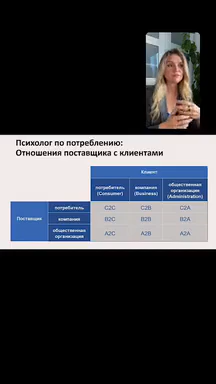 Психолог по потреблению:
Отношения поставщика с клиентами
Клиент
потребитель (Consumer)
компания (Business)
общественная организация (Administration)
Поставщик
потребитель
C2C
C2B
C2A
компания
B2C
B2B
B2A
общественная организация
A2C
A2B
A2A